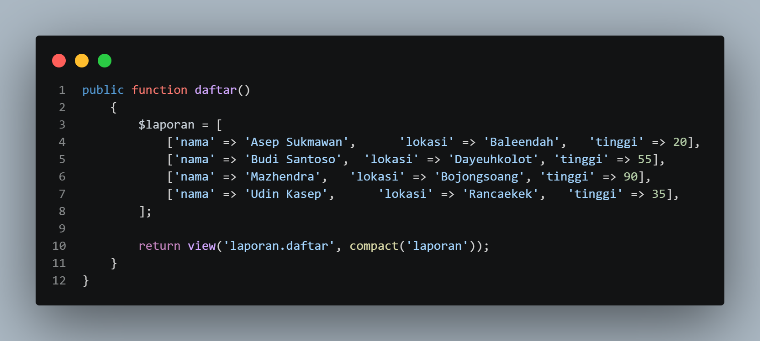 1 public function daftar()
2     {
3         $laporan = [
4             ['nama' => 'Asep Sukmawan',      'lokasi' => 'Baleendah',   'tinggi' => 20],
5             ['nama' => 'Budi Santoso',  'lokasi' => 'Dayeuhkolot', 'tinggi' => 55],
6             ['nama' => 'Mazhendra',   'lokasi' => 'Bojongsoang', 'tinggi' => 90],
7             ['nama' => 'Udin Kasep',      'lokasi' => 'Rancaekek',   'tinggi' => 35],
8         ];
9
10         return view('laporan.daftar', compact('laporan'));
11     }
12 }